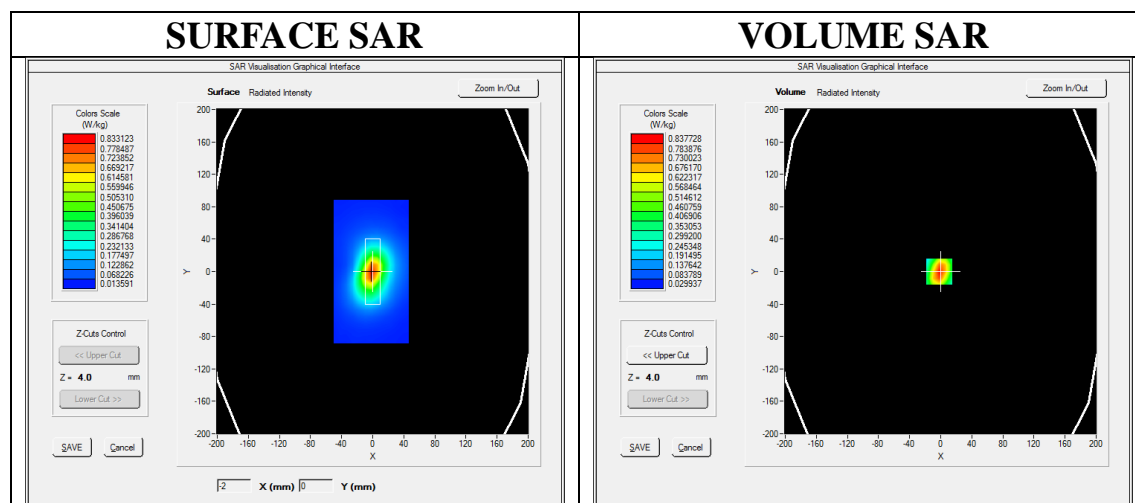 SURFACE SAR
VOLUME SAR
SAR Visualisation Graphical Interface
Surface Radiated Intensity
Zoom In/Out
Colors Scale
(W/kg)
0.833123
0.778487
0.723852
0.669217
0.614581
0.559946
0.505310
0.450675
0.396039
0.341404
0.286768
0.232133
0.177497
0.122862
0.068226
0.013591
200
160
120
80
40
0
-40
-80
-120
-160
-200
Y
-200 -160 -120 -80 -40 0 40 80 120 160 200
X
Z-Cuts Control
<< Upper Cut
Z = 4.0 mm
Lower Cut >>
SAVE Cancel
-2 X (mm) 0 Y (mm)
SAR Visualisation Graphical Interface
Volume Radiated Intensity
Zoom In/Out
Colors Scale
(W/kg)
0.837728
0.783876
0.730023
0.676170
0.622317
0.568464
0.514612
0.460759
0.406906
0.353053
0.299200
0.245348
0.191495
0.137642
0.083789
0.029937
200
160
120
80
40
0
-40
-80
-120
-160
-200
Y
-200 -160 -120 -80 -40 0 40 80 120 160 200
X
Z-Cuts Control
<< Upper Cut
Z = 4.0 mm
Lower Cut >>
SAVE Cancel